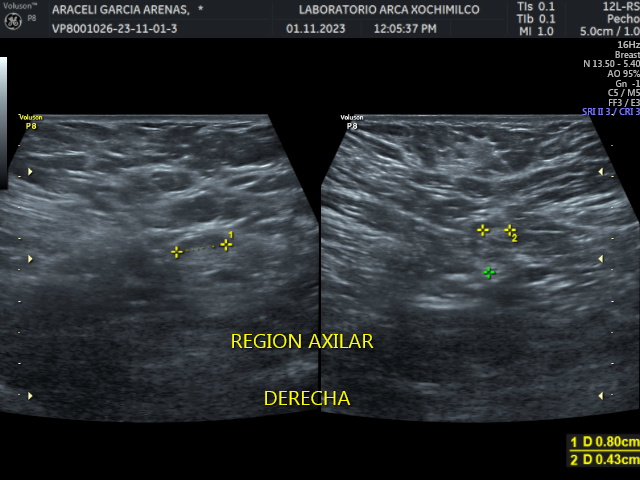 Voluson™
P8
ARACELI GARCIA ARENAS, *
VP8001026-23-11-01-3
LABORATORIO ARCA XOCHIMILCO
01.11.2023 12:05:37 PM
TIs 0.1
TIb 0.1
MI 1.0
12L-RS
Pecho
5.0cm / 1.0
16Hz
Breast
N 13.50 - 5.40
AO 95%
Gn -1
C5 / M5
FF3 / E3
SRI II 3 / CRI 3
Voluson
P8
Voluson
P8
1
2
REGION AXILAR
DERECHA
1 D 0.80cm
2 D 0.43cm